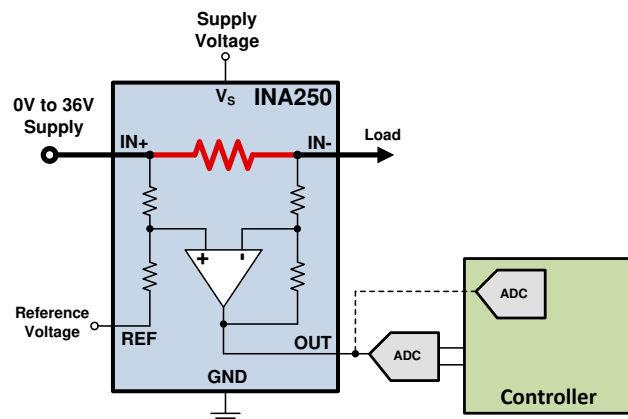 Supply
Voltage
0V to 36V
Supply
VS
INA250
IN+
IN-
Load
+
-
Reference
Voltage
REF
OUT
ADC
ADC
GND
Controller